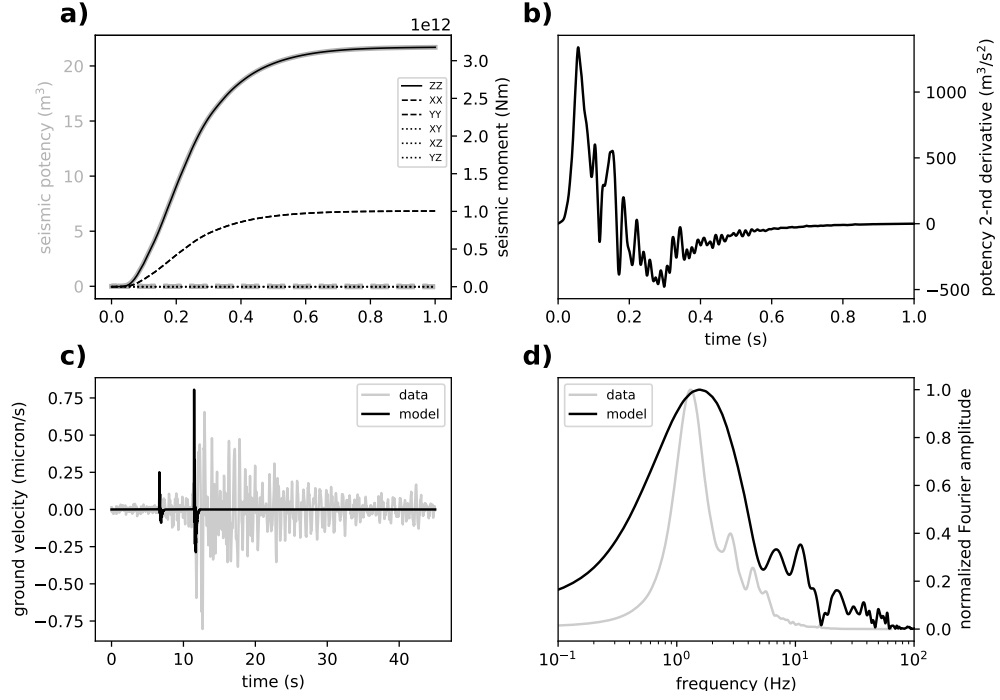 a)
1e12
seismic potency (m³)
20
15
10
5
0
ZZ
XX
YY
XY
XZ
YZ
3.0
2.5
2.0
1.5
1.0
0.5
0.0
seismic moment (Nm)
0.0 0.2 0.4 0.6 0.8 1.0
b)
1000
500
0
−500
potency 2-nd derivative (m³/s²)
0.0 0.2 0.4 0.6 0.8 1.0
time (s)
c)
ground velocity (micron/s)
0.75
0.50
0.25
0.00
−0.25
−0.50
−0.75
data
model
0 10 20 30 40
time (s)
d)
data
model
1.0
0.8
0.6
0.4
0.2
0.0
normalized Fourier amplitude
10⁻¹ 10⁰ 10¹ 10²
frequency (Hz)